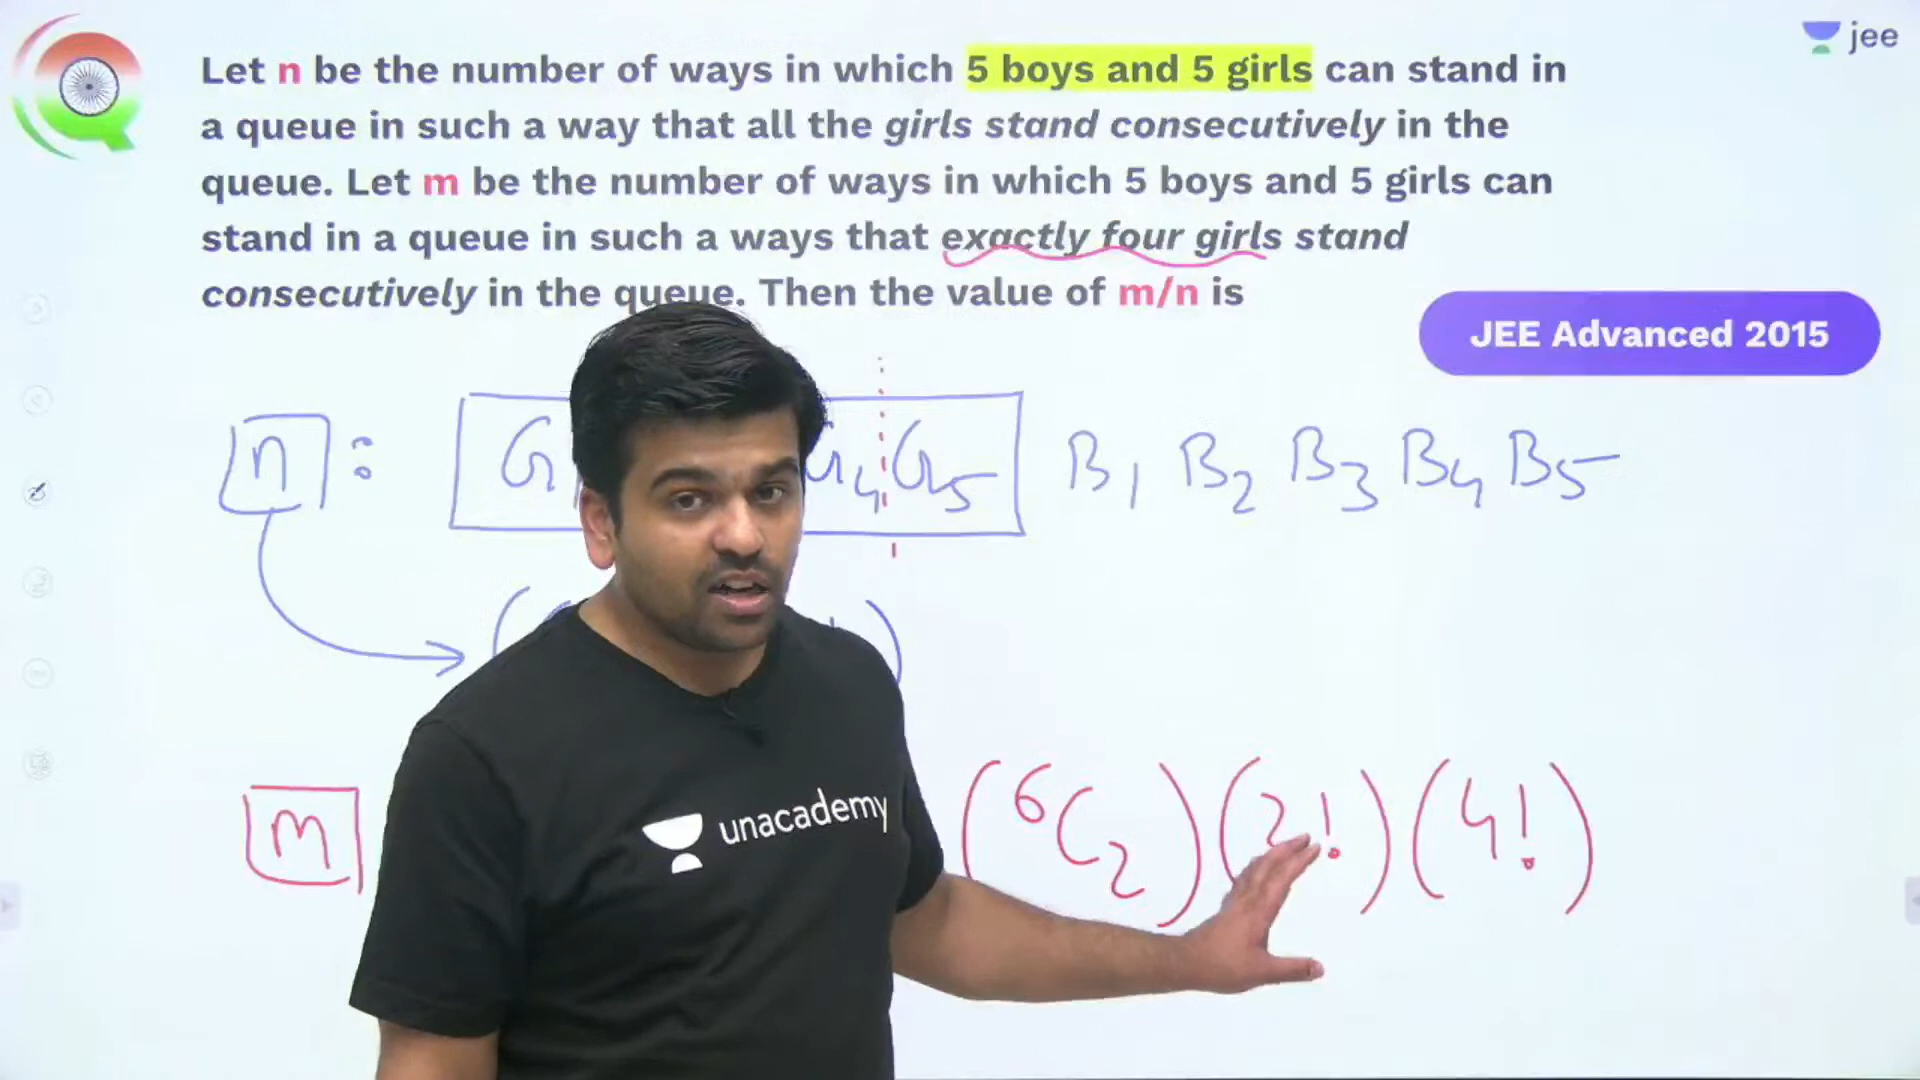 jee
Let n be the number of ways in which 5 boys and 5 girls can stand in
a queue in such a way that all the girls stand consecutively in the
queue. Let m be the number of ways in which 5 boys and 5 girls can
stand in a queue in such a ways that exactly four girls stand
consecutively in the queue. Then the value of m/n is
JEE Advanced 2015
n : G G4 G5 B1 B2 B3 B4 B5
m (6C2) (2!) (4!)
unacademy